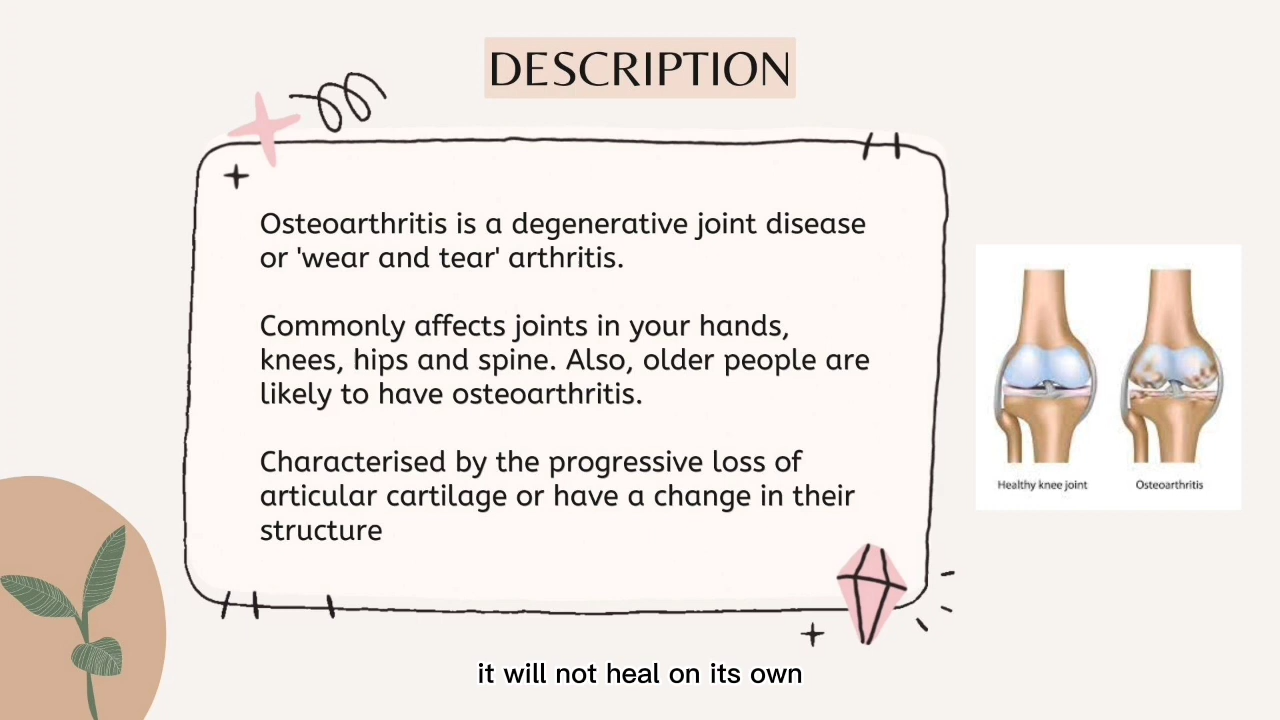 DESCRIPTION
Osteoarthritis is a degenerative joint disease
or 'wear and tear' arthritis.
Commonly affects joints in your hands,
knees, hips and spine. Also, older people are
likely to have osteoarthritis.
Characterised by the progressive loss of
articular cartilage or have a change in their
structure
Healthy knee joint
Osteoarthritis
it will not heal on its own